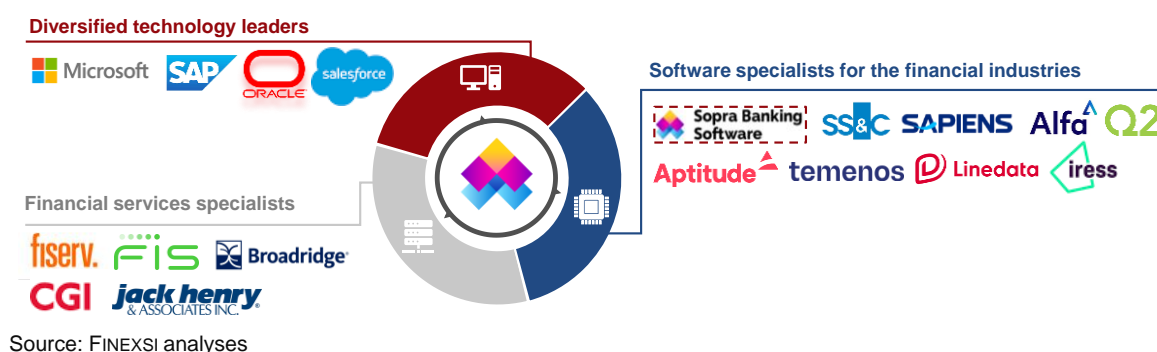 Diversified technology leaders
Microsoft SAP ORACLE salesforce
Software specialists for the financial industries
Sopra Banking Software SS&C SAPIENS Alfa Q2
Aptitude temenos Linedata iress
Financial services specialists
fiserv. FIS Broadridge
CGI jack henry & ASSOCIATES INC.
Source: FINEXSI analyses